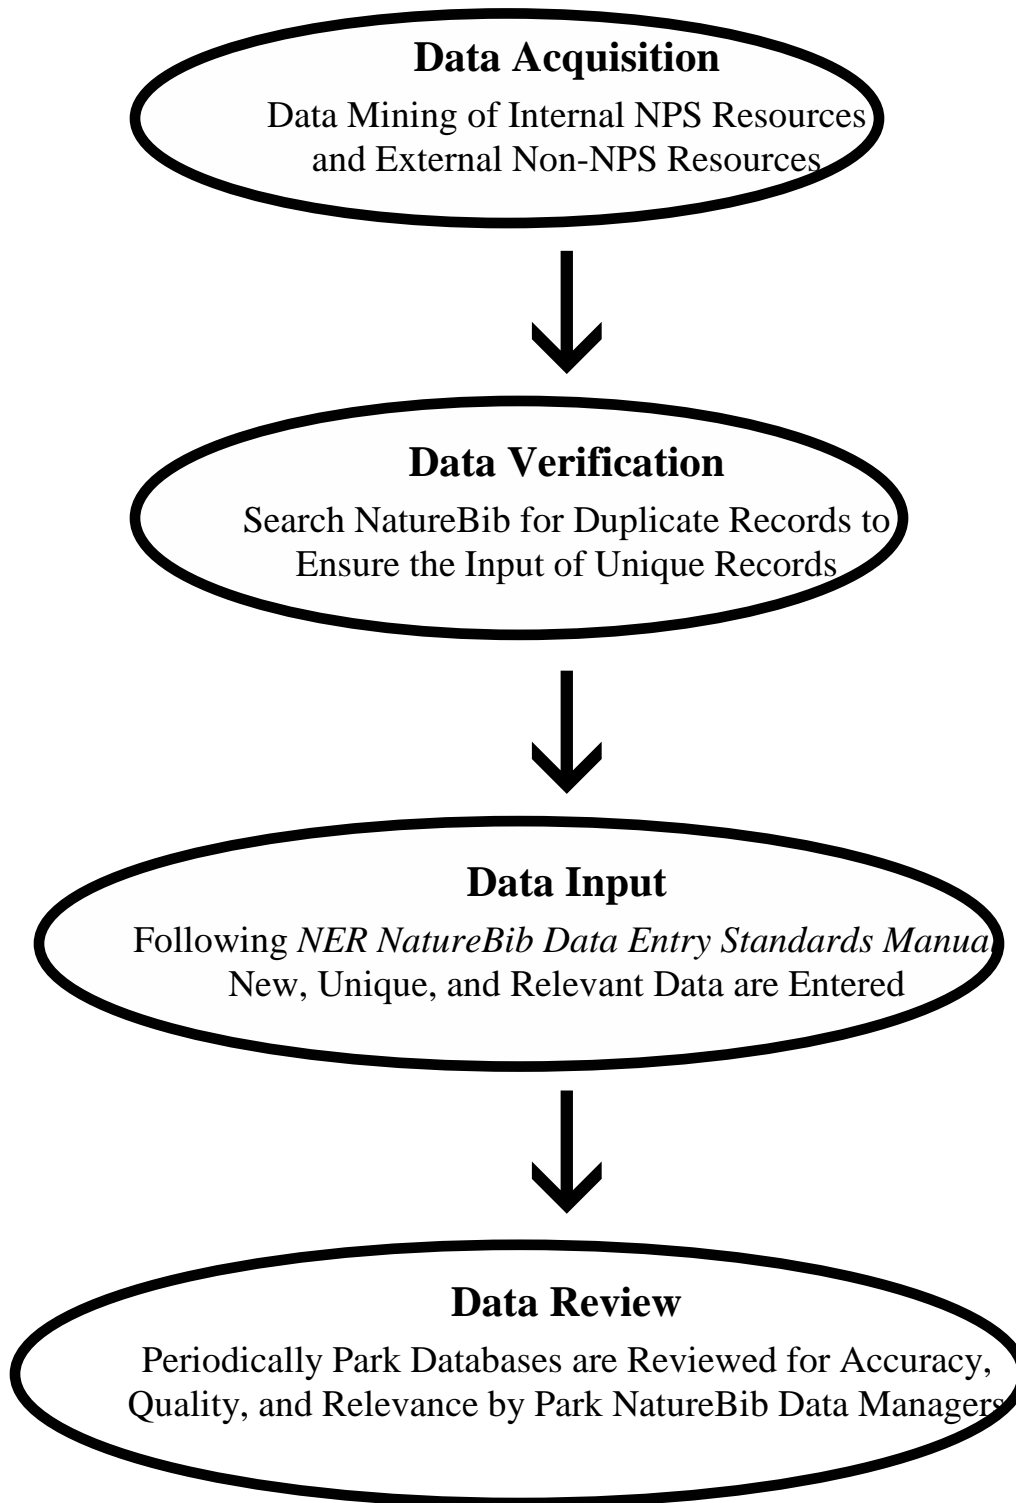 Data Acquisition
Data Mining of Internal NPS Resources
and External Non-NPS Resources
Data Verification
Search NatureBib for Duplicate Records to
Ensure the Input of Unique Records
Data Input
Following NER NatureBib Data Entry Standards Manual
New, Unique, and Relevant Data are Entered
Data Review
Periodically Park Databases are Reviewed for Accuracy,
Quality, and Relevance by Park NatureBib Data Managers